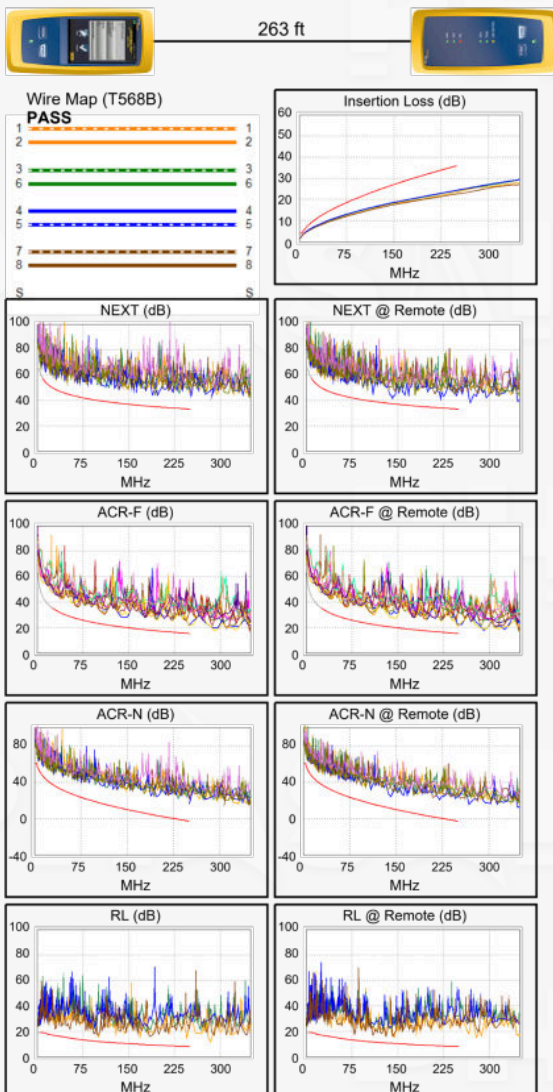 263 ft
Wire Map (T568B)
PASS
1 1
2 2
3 3
6 6
4 4
5 5
7 7
8 8
S S
Insertion Loss (dB)
60
50
40
30
20
10
0
0 75 150 225 300
MHz
NEXT (dB)
100
80
60
40
20
0
0 75 150 225 300
MHz
NEXT @ Remote (dB)
100
80
60
40
20
0
0 75 150 225 300
MHz
ACR-F (dB)
100
80
60
40
20
0
0 75 150 225 300
MHz
ACR-F @ Remote (dB)
100
80
60
40
20
0
0 75 150 225 300
MHz
ACR-N (dB)
80
40
0
-40
0 75 150 225 300
MHz
ACR-N @ Remote (dB)
80
40
0
-40
0 75 150 225 300
MHz
RL (dB)
100
80
60
40
20
0
0 75 150 225 300
MHz
RL @ Remote (dB)
100
80
60
40
20
0
0 75 150 225 300
MHz